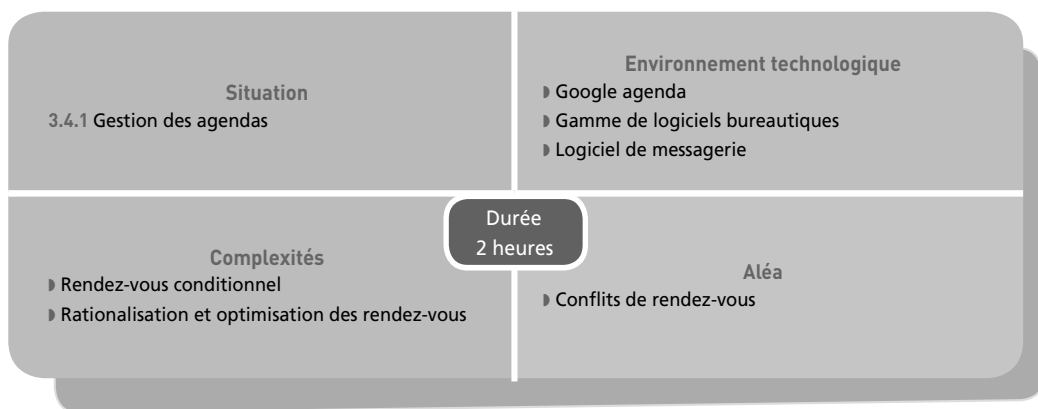 Situation
3.4.1 Gestion des agendas
Environnement technologique
◗ Google agenda
◗ Gamme de logiciels bureautiques
◗ Logiciel de messagerie
Durée
2 heures
Complexités
◗ Rendez-vous conditionnel
◗ Rationalisation et optimisation des rendez-vous
Aléa
◗ Conflits de rendez-vous